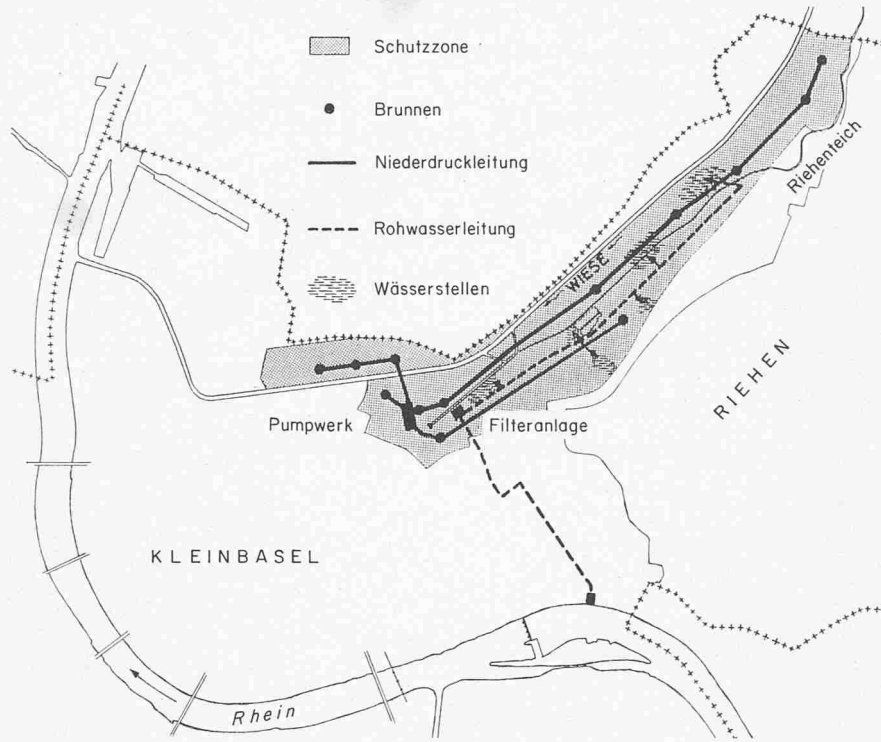 Schutzzone
Brunnen
Niederdruckleitung
Rohwasserleitung
Wässerstellen
Riehenteich
WIESE
RIEHEN
Pumpwerk
Filteranlage
KLEINBASEL
Rhein